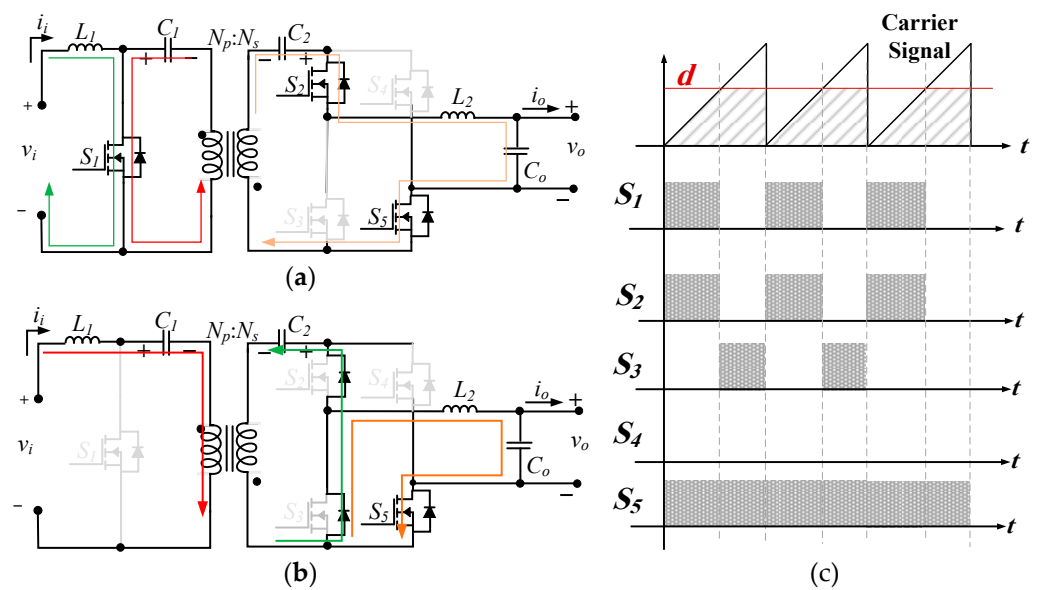 i_i
L_1
C_1
N_p:N_s
C_2
+ −
− +
S_2
S_4
L_2
i_o
+
+
v_i
S_1
C_o
v_o
−
S_3
S_5
−
(a)
i_i
L_1
C_1
N_p:N_s
C_2
+ −
− +
S_2
S_4
L_2
i_o
+
+
v_i
S_1
C_o
v_o
−
S_3
S_5
−
(b)
Carrier
Signal
d
t
S_1
t
S_2
t
S_3
t
S_4
t
S_5
t
(c)